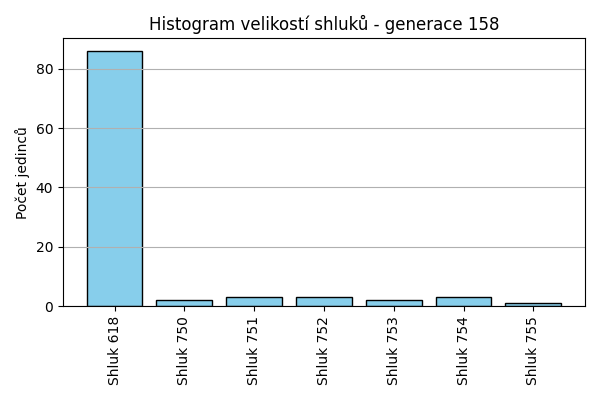 Histogram velikostí shluků - generace 158
Počet jedinců
80
60
40
20
0
Shluk 618
Shluk 750
Shluk 751
Shluk 752
Shluk 753
Shluk 754
Shluk 755